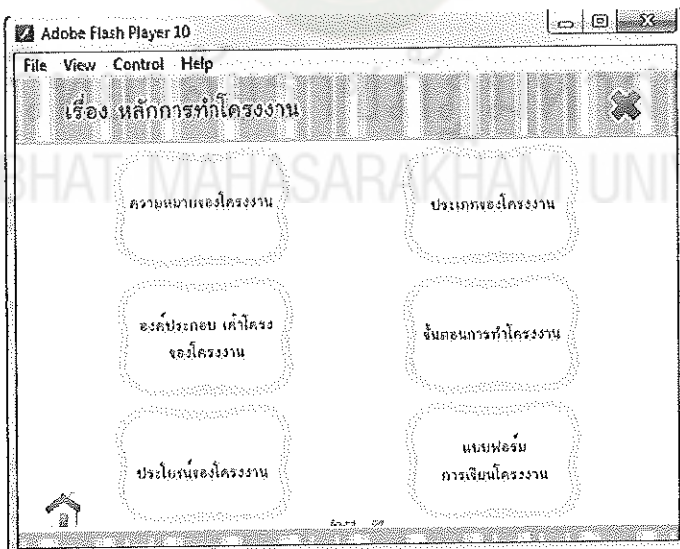 Adobe Flash Player 10
File View Control Help
เรื่อง หลักการทำโครงงาน
BHAT MAHASARAKHAM UNI
ความหมายของโครงงาน
ประเภทของโครงงาน
องค์ประกอบ เค้าโครง
ของโครงงาน
ขั้นตอนการทำโครงงาน
ประโยชน์ของโครงงาน
แบบฟอร์ม
การเขียนโครงงาน